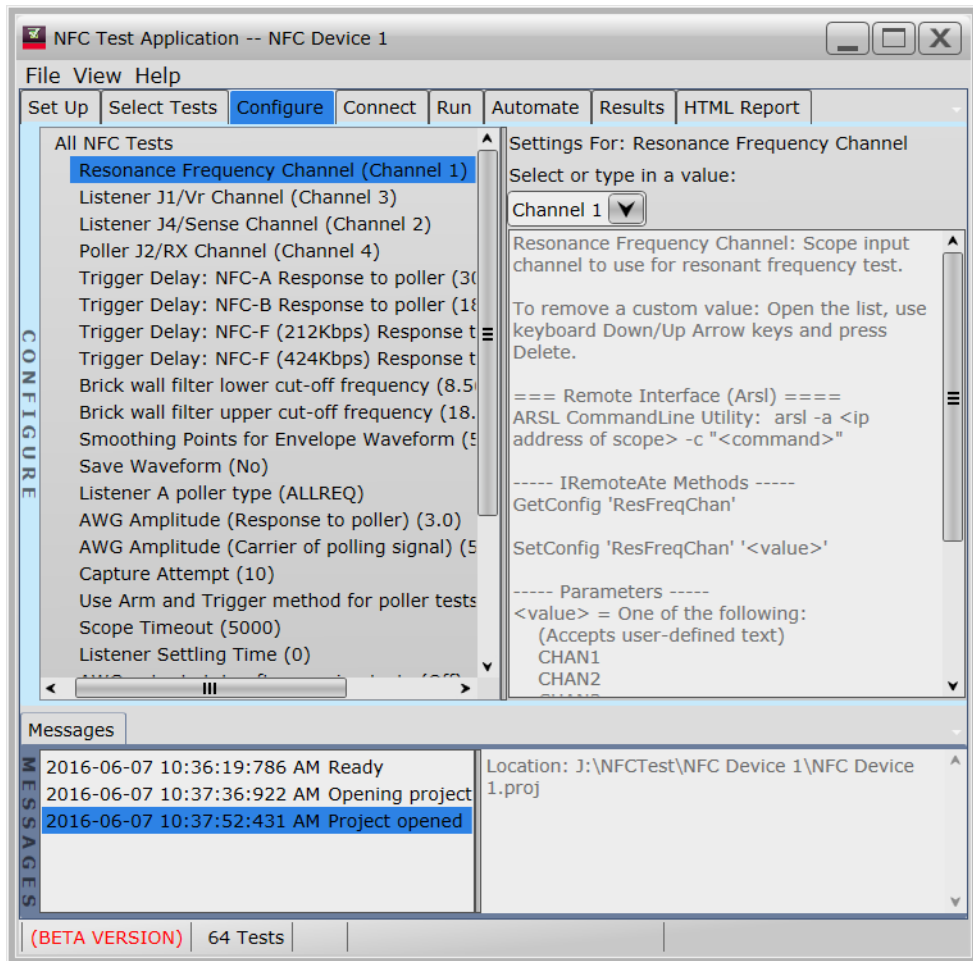 NFC Test Application -- NFC Device 1
File View Help
Set Up Select Tests Configure Connect Run Automate Results HTML Report
CONFIGURE
All NFC Tests
Resonance Frequency Channel (Channel 1)
Listener J1/Vr Channel (Channel 3)
Listener J4/Sense Channel (Channel 2)
Poller J2/RX Channel (Channel 4)
Trigger Delay: NFC-A Response to poller (30
Trigger Delay: NFC-B Response to poller (18
Trigger Delay: NFC-F (212Kbps) Response t
Trigger Delay: NFC-F (424Kbps) Response t
Brick wall filter lower cut-off frequency (8.50
Brick wall filter upper cut-off frequency (18.
Smoothing Points for Envelope Waveform (5
Save Waveform (No)
Listener A poller type (ALLREQ)
AWG Amplitude (Response to poller) (3.0)
AWG Amplitude (Carrier of polling signal) (5
Capture Attempt (10)
Use Arm and Trigger method for poller tests
Scope Timeout (5000)
Listener Settling Time (0)
Settings For: Resonance Frequency Channel
Select or type in a value:
Channel 1
Resonance Frequency Channel: Scope input
channel to use for resonant frequency test.
To remove a custom value: Open the list, use
keyboard Down/Up Arrow keys and press
Delete.
=== Remote Interface (Arsl) ====
ARSL CommandLine Utility: arsl -a <ip
address of scope> -c "<command>"
----- IRemoteAte Methods -----
GetConfig 'ResFreqChan'
SetConfig 'ResFreqChan' '<value>'
----- Parameters -----
<value> = One of the following:
(Accepts user-defined text)
CHAN1
CHAN2
Messages
MESSAGES
2016-06-07 10:36:19:786 AM Ready
2016-06-07 10:37:36:922 AM Opening project
2016-06-07 10:37:52:431 AM Project opened
Location: J:\NFCTest\NFC Device 1\NFC Device
1.proj
(BETA VERSION) 64 Tests